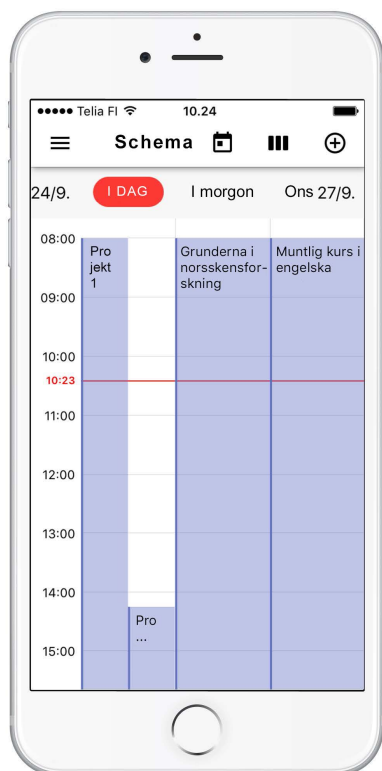 Telia FI 10.24
Schema
24/9. I DAG I morgon Ons 27/9.
08:00
Pro
jekt
1
Grunderna i
norsskensfor-
skning
Muntlig kurs i
engelska
09:00
10:00
10:23
11:00
12:00
13:00
14:00
Pro
...
15:00